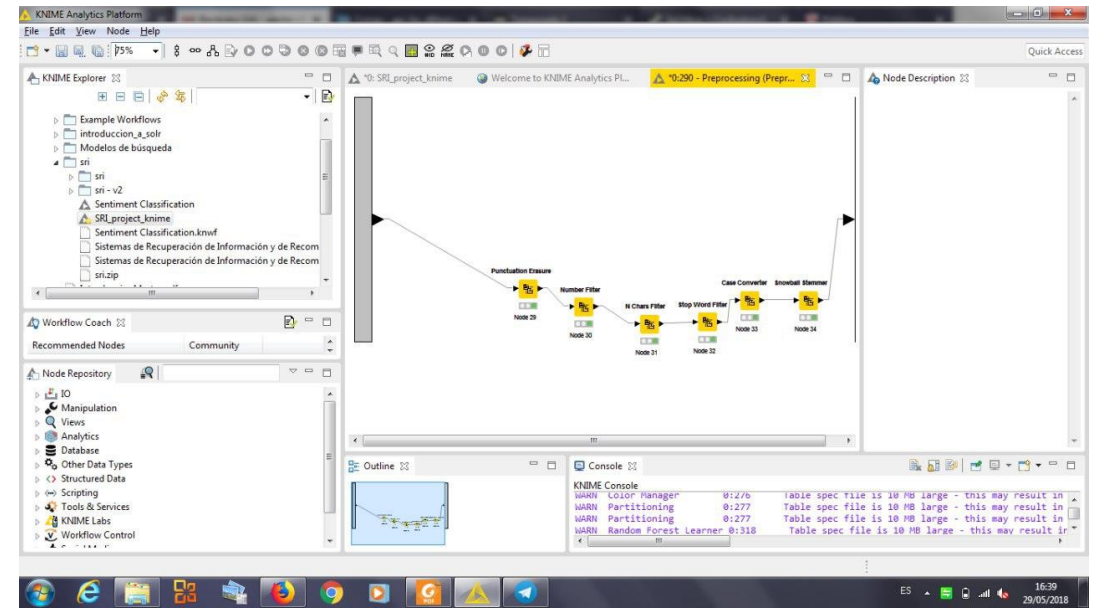 KNIME Analytics Platform
File Edit View Node Help
75%
Quick Access
KNIME Explorer
Example Workflows
introduccion_a_solr
Modelos de búsqueda
sri
sri
sri - v2
Sentiment Classification
SRI_project_knime
Sentiment Classification.knwf
Sistemas de Recuperación de Información y de Recom
Sistemas de Recuperación de Información y de Recom
sri.zip
Workflow Coach
Recommended Nodes Community
Node Repository
IO
Manipulation
Views
Analytics
Database
Other Data Types
Structured Data
Scripting
Tools & Services
KNIME Labs
Workflow Control
*0: SRI_project_knime
Welcome to KNIME Analytics Pl...
*0:290 - Preprocessing (Prepr...
Punctuation Erasure
Node 29
Number Filter
Node 30
N Chars Filter
Node 31
Stop Word Filter
Node 32
Case Converter
Node 33
Snowball Stemmer
Node 34
Node Description
Outline
Console
KNIME Console
WARN Color Manager 0:276 Table spec file is 10 MB large - this may result in
WARN Partitioning 0:277 Table spec file is 10 MB large - this may result in
WARN Partitioning 0:277 Table spec file is 10 MB large - this may result in
WARN Random Forest Learner 0:318 Table spec file is 10 MB large - this may result in
ES
16:39
29/05/2018